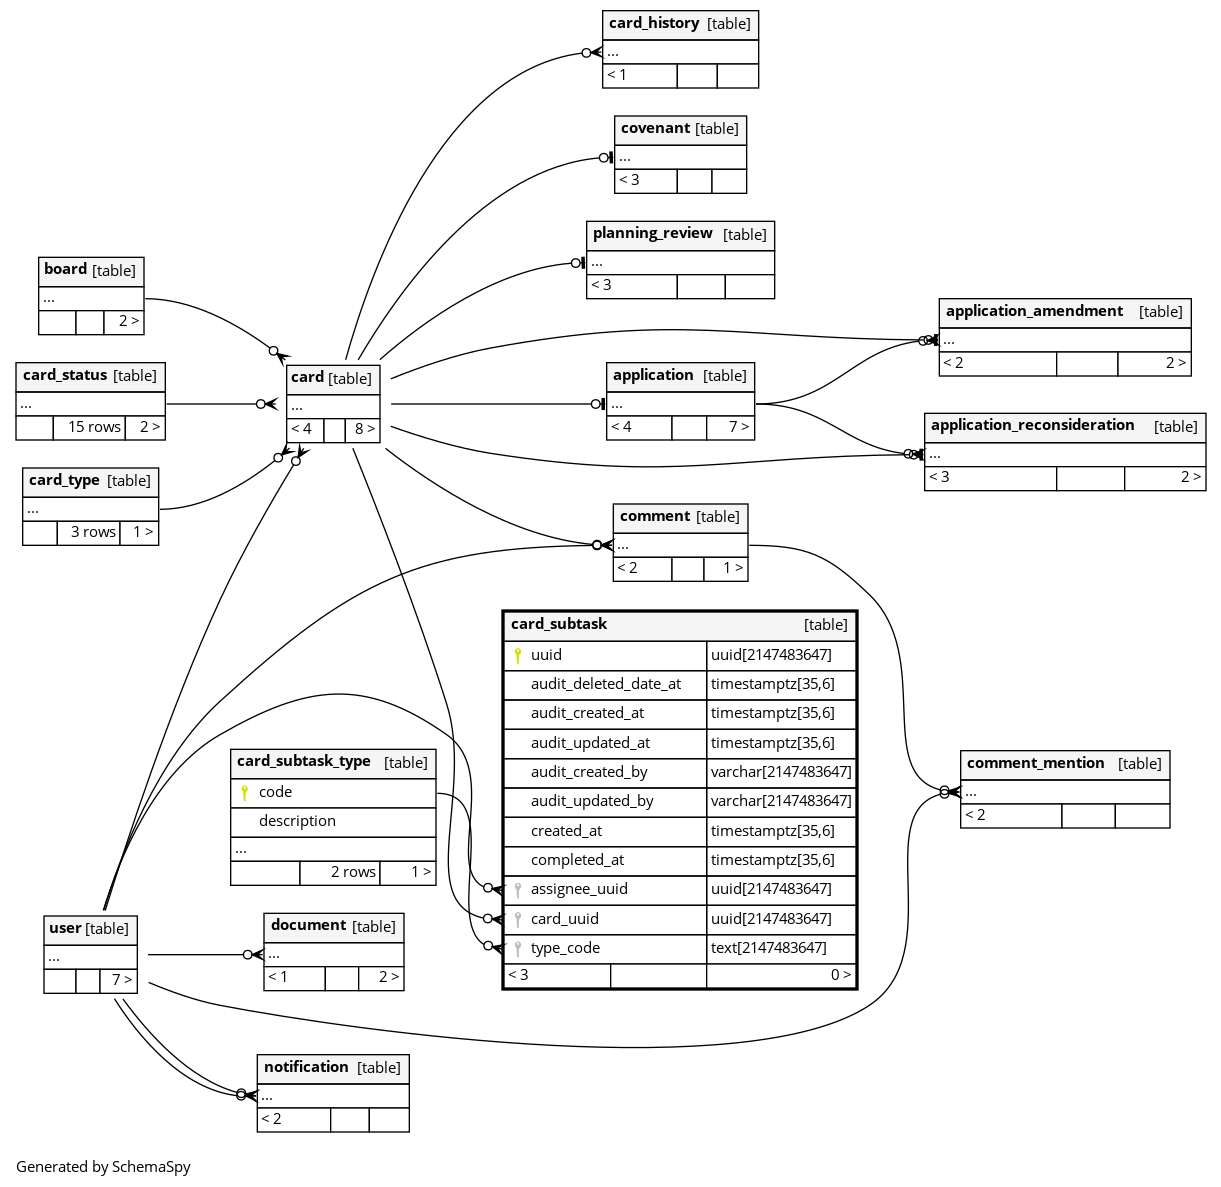 card_history [table]
...
< 1
covenant [table]
...
< 3
planning_review [table]
...
< 3
board [table]
...
2 >
application_amendment [table]
...
< 2 2 >
card_status [table]
...
15 rows 2 >
card [table]
...
< 4 8 >
application [table]
...
< 4 7 >
application_reconsideration [table]
...
< 3 2 >
card_type [table]
...
3 rows 1 >
comment [table]
...
< 2 1 >
card_subtask [table]
uuid uuid[2147483647]
audit_deleted_date_at timestamptz[35,6]
audit_created_at timestamptz[35,6]
audit_updated_at timestamptz[35,6]
audit_created_by varchar[2147483647]
audit_updated_by varchar[2147483647]
created_at timestamptz[35,6]
completed_at timestamptz[35,6]
assignee_uuid uuid[2147483647]
card_uuid uuid[2147483647]
type_code text[2147483647]
< 3 0 >
card_subtask_type [table]
code
description
...
2 rows 1 >
comment_mention [table]
...
< 2
user [table]
...
7 >
document [table]
...
< 1 2 >
notification [table]
...
< 2
Generated by SchemaSpy